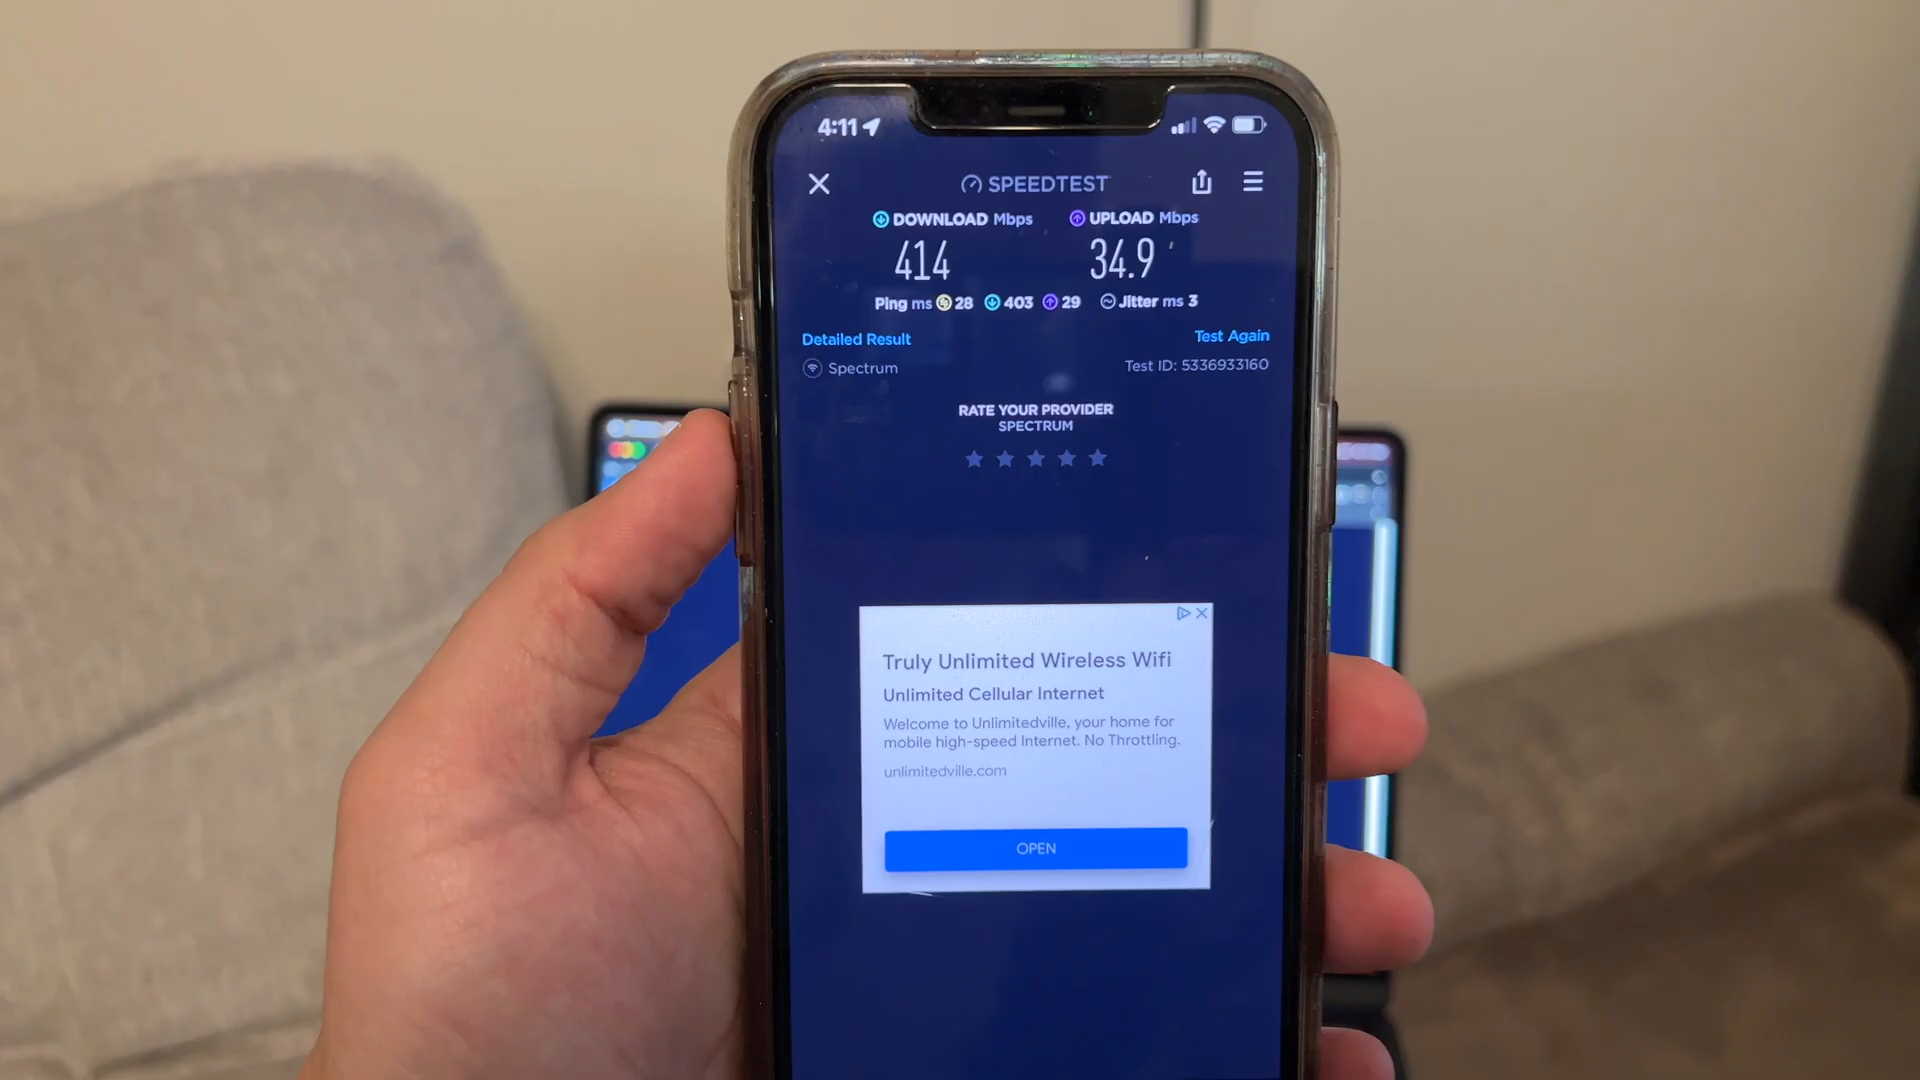 4:11
SPEEDTEST
DOWNLOAD Mbps
UPLOAD Mbps
414
34.9
Ping ms 28 403 29 Jitter ms 3
Detailed Result
Test Again
Spectrum
Test ID: 5336933160
RATE YOUR PROVIDER
SPECTRUM
Truly Unlimited Wireless Wifi
Unlimited Cellular Internet
Welcome to Unlimitedville, your home for
mobile high-speed Internet. No Throttling.
unlimitedville.com
OPEN